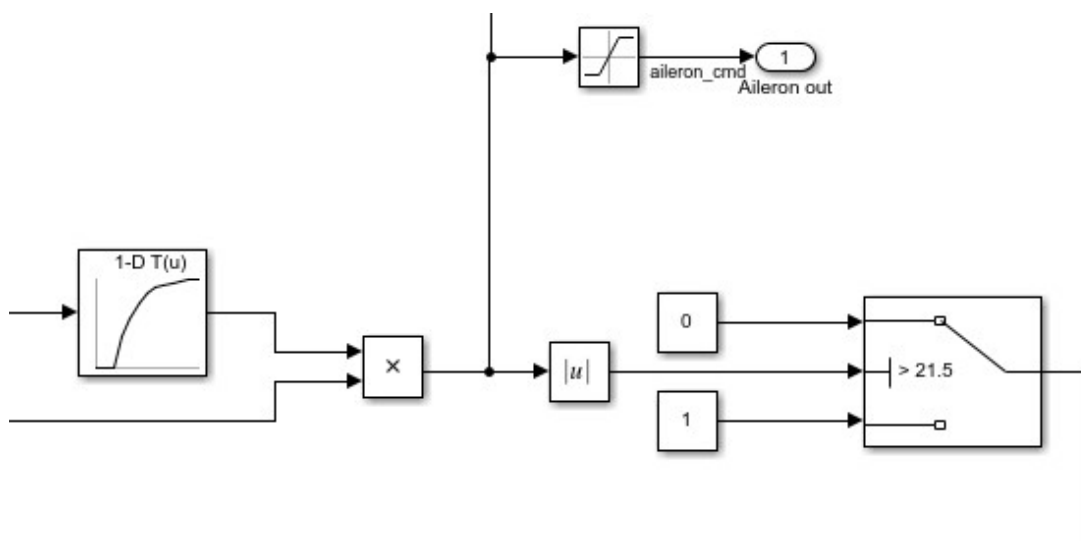 1
aileron_cmd
Aileron out
1-D T(u)
×
|u|
0
> 21.5
1